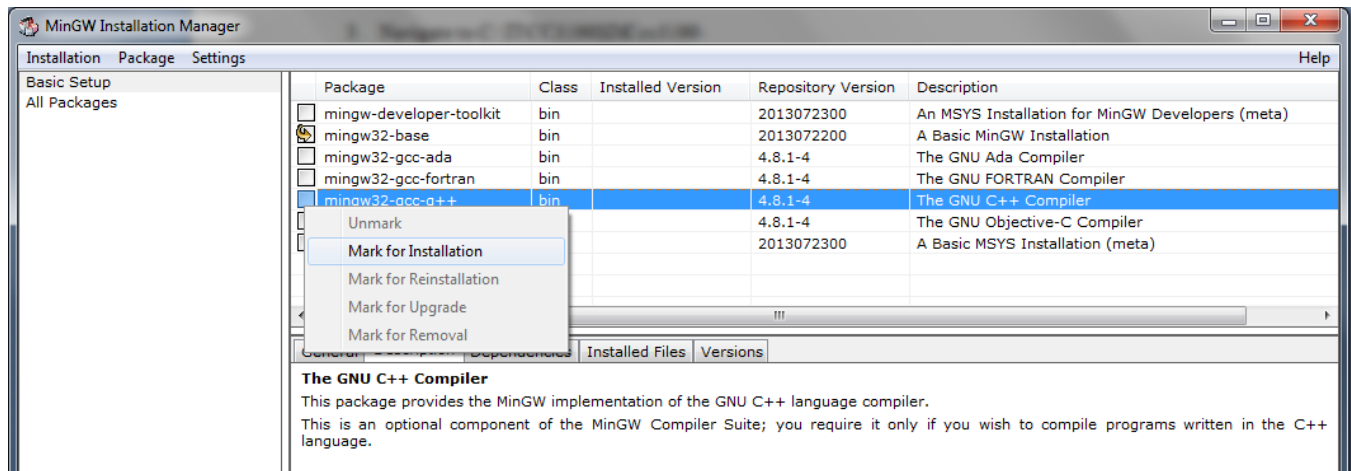 MinGW Installation Manager
Installation Package Settings Help
Basic Setup
All Packages
Package Class Installed Version Repository Version Description
mingw-developer-toolkit bin 2013072300 An MSYS Installation for MinGW Developers (meta)
mingw32-base bin 2013072200 A Basic MinGW Installation
mingw32-gcc-ada bin 4.8.1-4 The GNU Ada Compiler
mingw32-gcc-fortran bin 4.8.1-4 The GNU FORTRAN Compiler
mingw32-gcc-g++ bin 4.8.1-4 The GNU C++ Compiler
4.8.1-4 The GNU Objective-C Compiler
2013072300 A Basic MSYS Installation (meta)
Unmark
Mark for Installation
Mark for Reinstallation
Mark for Upgrade
Mark for Removal
General Description Dependencies Installed Files Versions
The GNU C++ Compiler
This package provides the MinGW implementation of the GNU C++ language compiler.
This is an optional component of the MinGW Compiler Suite; you require it only if you wish to compile programs written in the C++
language.